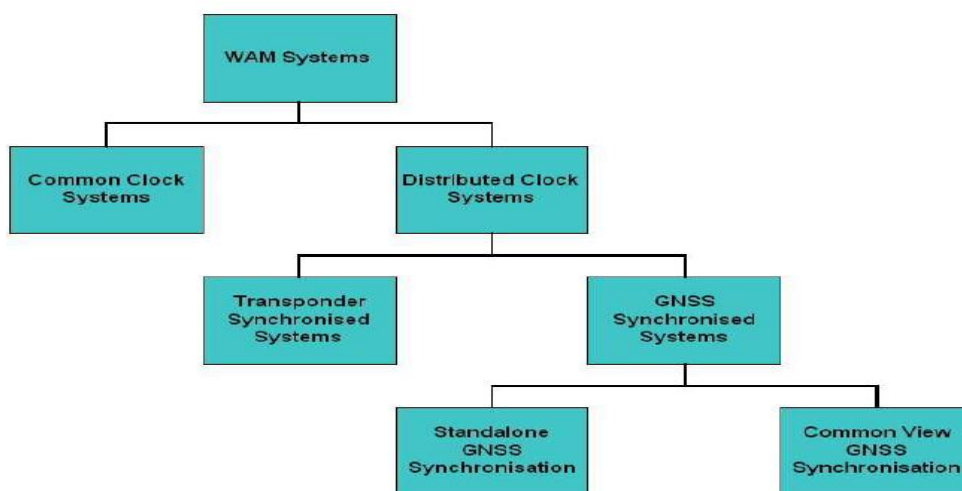 WAM Systems
Common Clock
Systems
Distributed Clock
Systems
Transponder
Synchronised
Systems
GNSS
Synchronised
Systems
Standalone
GNSS
Synchronisation
Common View
GNSS
Synchronisation